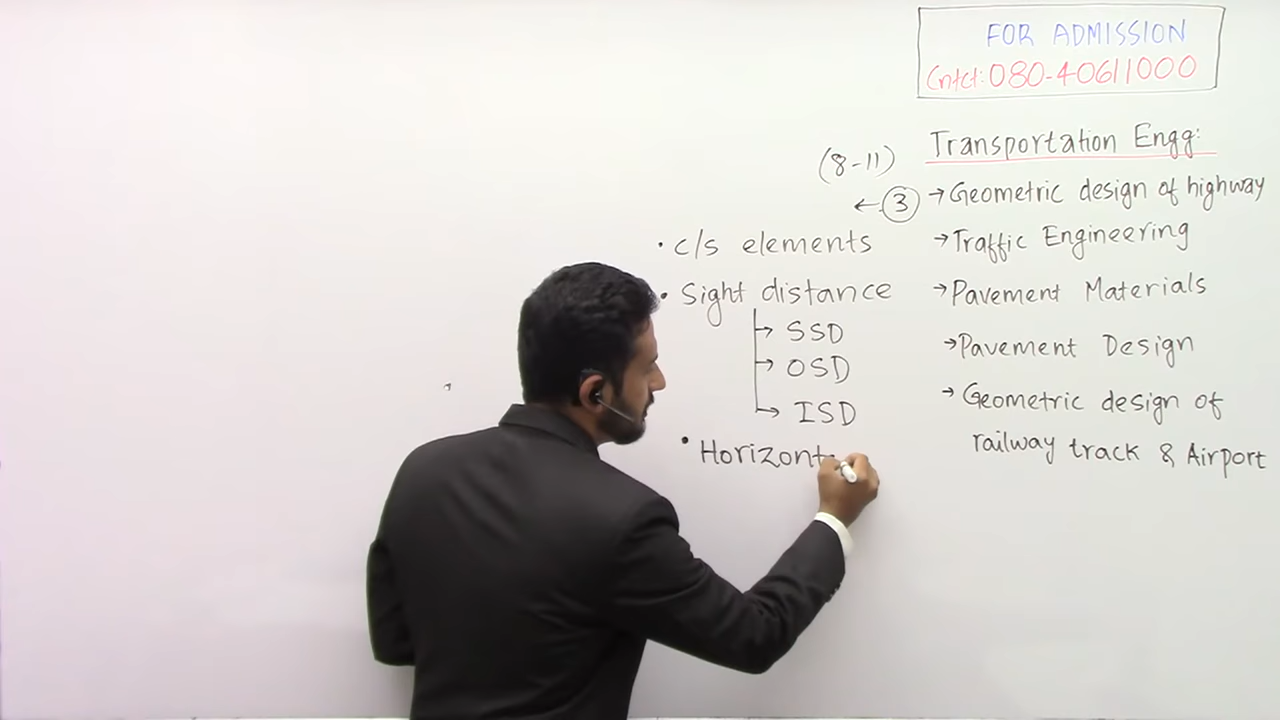 FOR ADMISSION
Cntct: 080-40611000
Transportation Engg:
(8-11)
← 3 → Geometric design of highway
→ Traffic Engineering
→ Pavement Materials
→ Pavement Design
→ Geometric design of
railway track & Airport
• c/s elements
• Sight distance
→ SSD
→ OSD
→ ISD
• Horizont